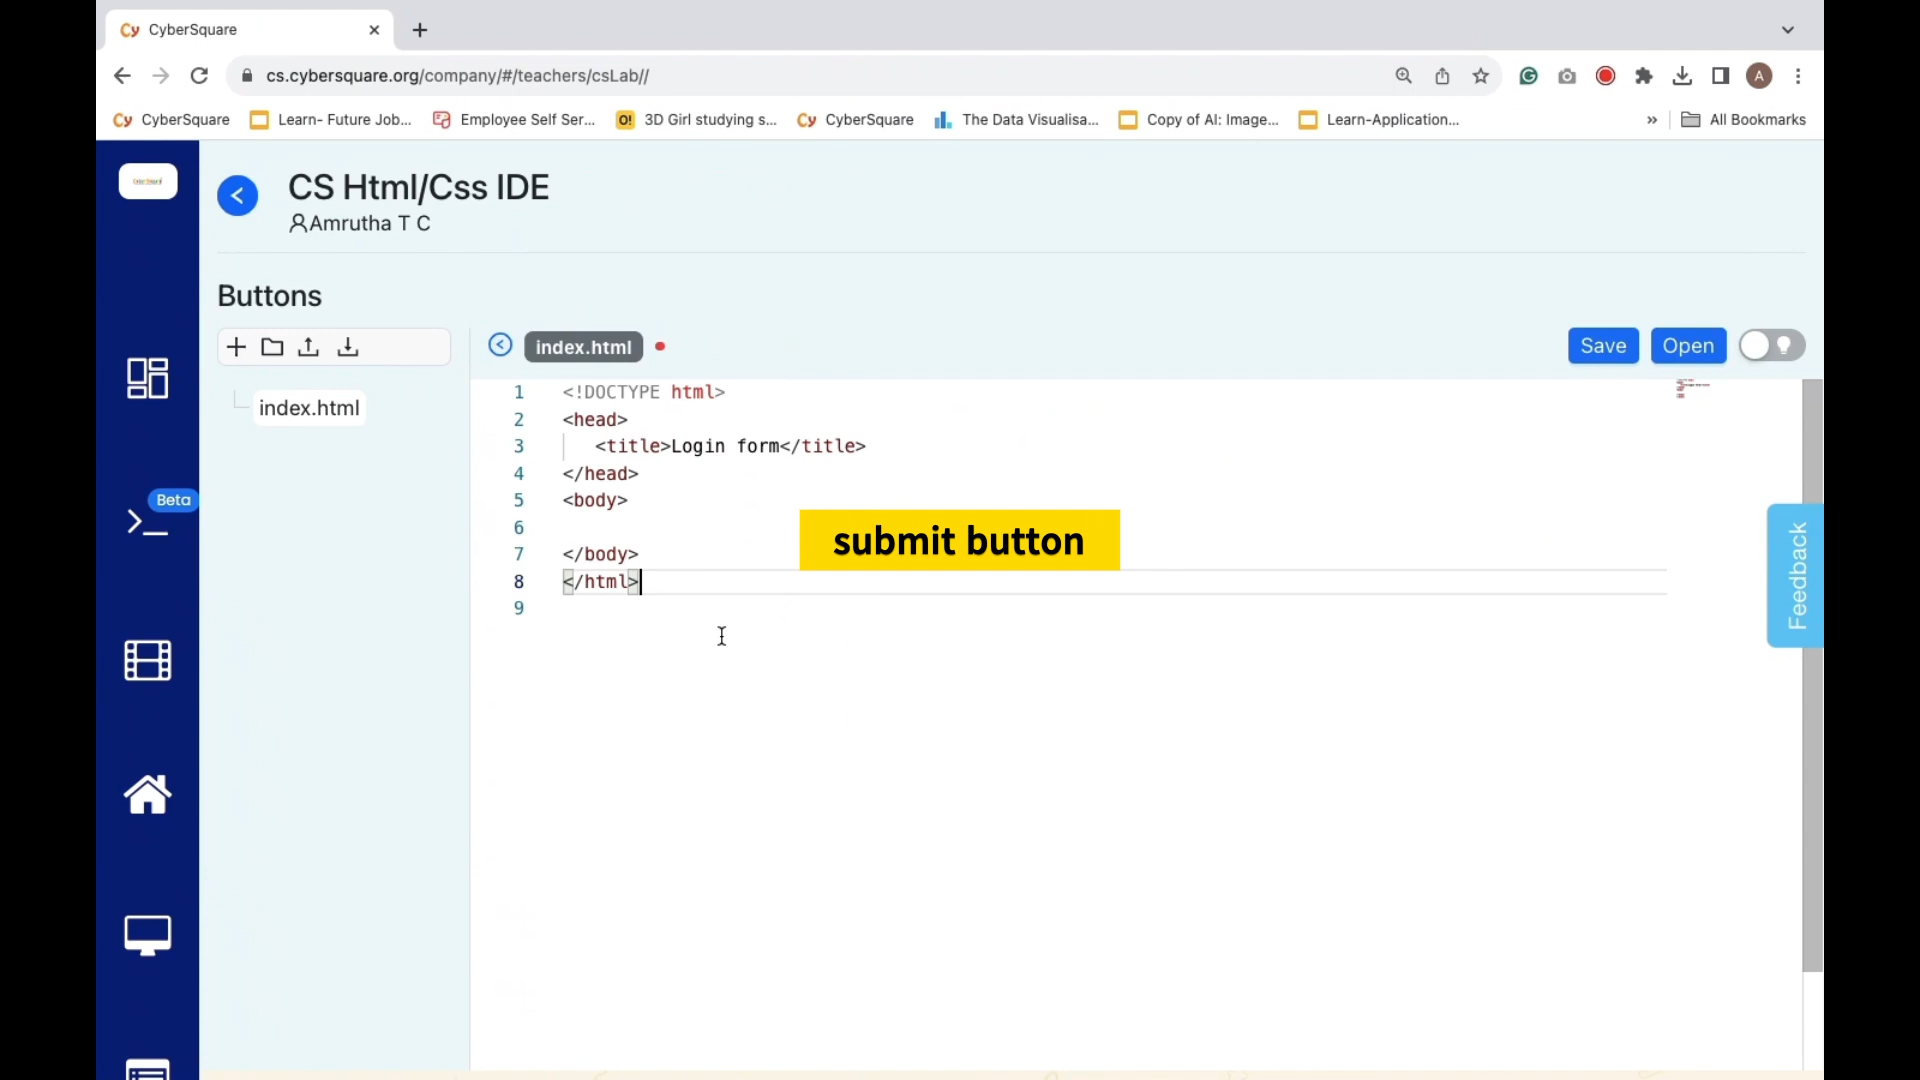 CyberSquare
cs.cybersquare.org/company/#/teachers/csLab//
A
CyberSquare
Learn- Future Job...
Employee Self Ser...
O!
3D Girl studying s...
CyberSquare
The Data Visualisa...
Copy of AI: Image...
Learn-Application...
» All Bookmarks
CS Html/Css IDE
Amrutha T C
Buttons
index.html
Save
Open
index.html
Beta
1 <!DOCTYPE html>
2 <head>
3 <title>Login form</title>
4 </head>
5 <body>
6
7 </body>
8 </html>
9
submit button
Feedback